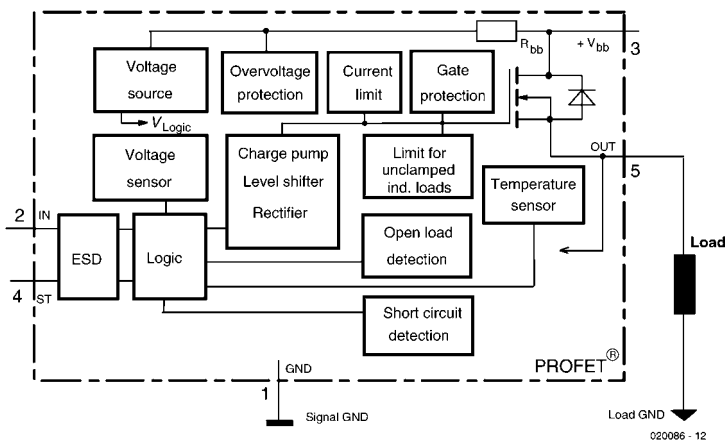 R bb
+ V bb
3
Voltage
source
Overvoltage
protection
Current
limit
Gate
protection
V Logic
OUT
5
Voltage
sensor
Charge pump
Level shifter
Rectifier
Limit for
unclamped
ind. loads
Temperature
sensor
2
IN
ESD
Logic
Open load
detection
Load
4
ST
Short circuit
detection
PROFET®
GND
1
Signal GND
Load GND
020086 - 12